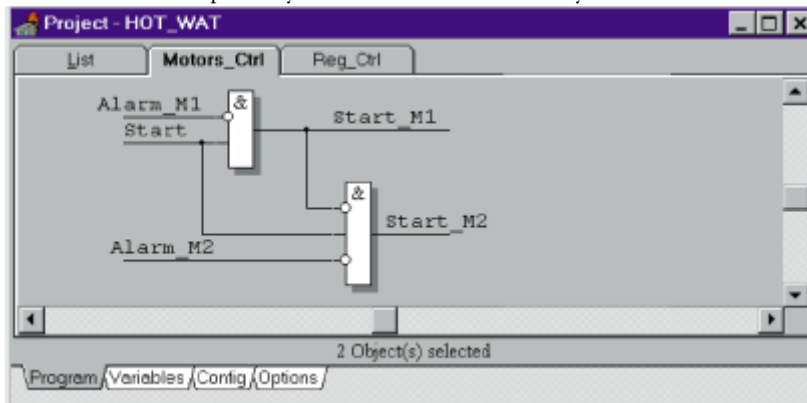 Project - HOT_WAT
List Motors_Ctrl Reg_Ctrl
Alarm_M1 &
Start Start_M1
&
Start_M2
Alarm_M2
2 Object(s) selected
Program Variables Config Options